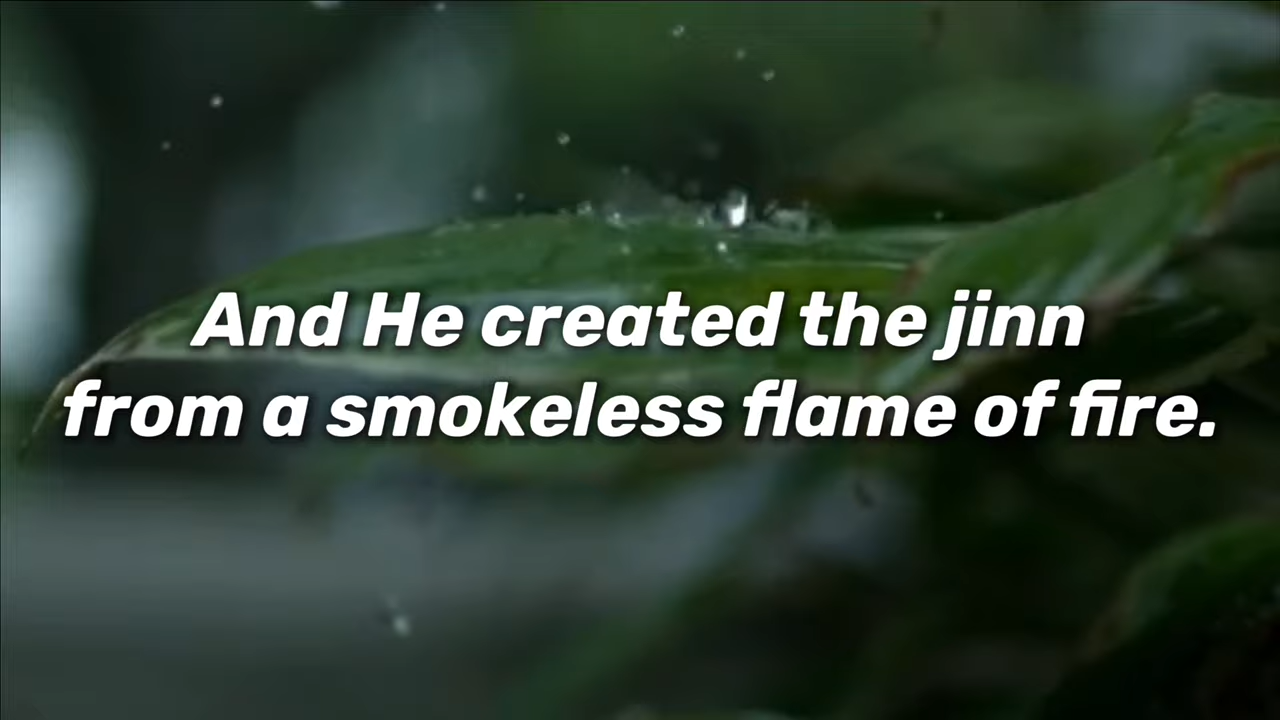 And He created the jinn
from a smokeless flame of fire.